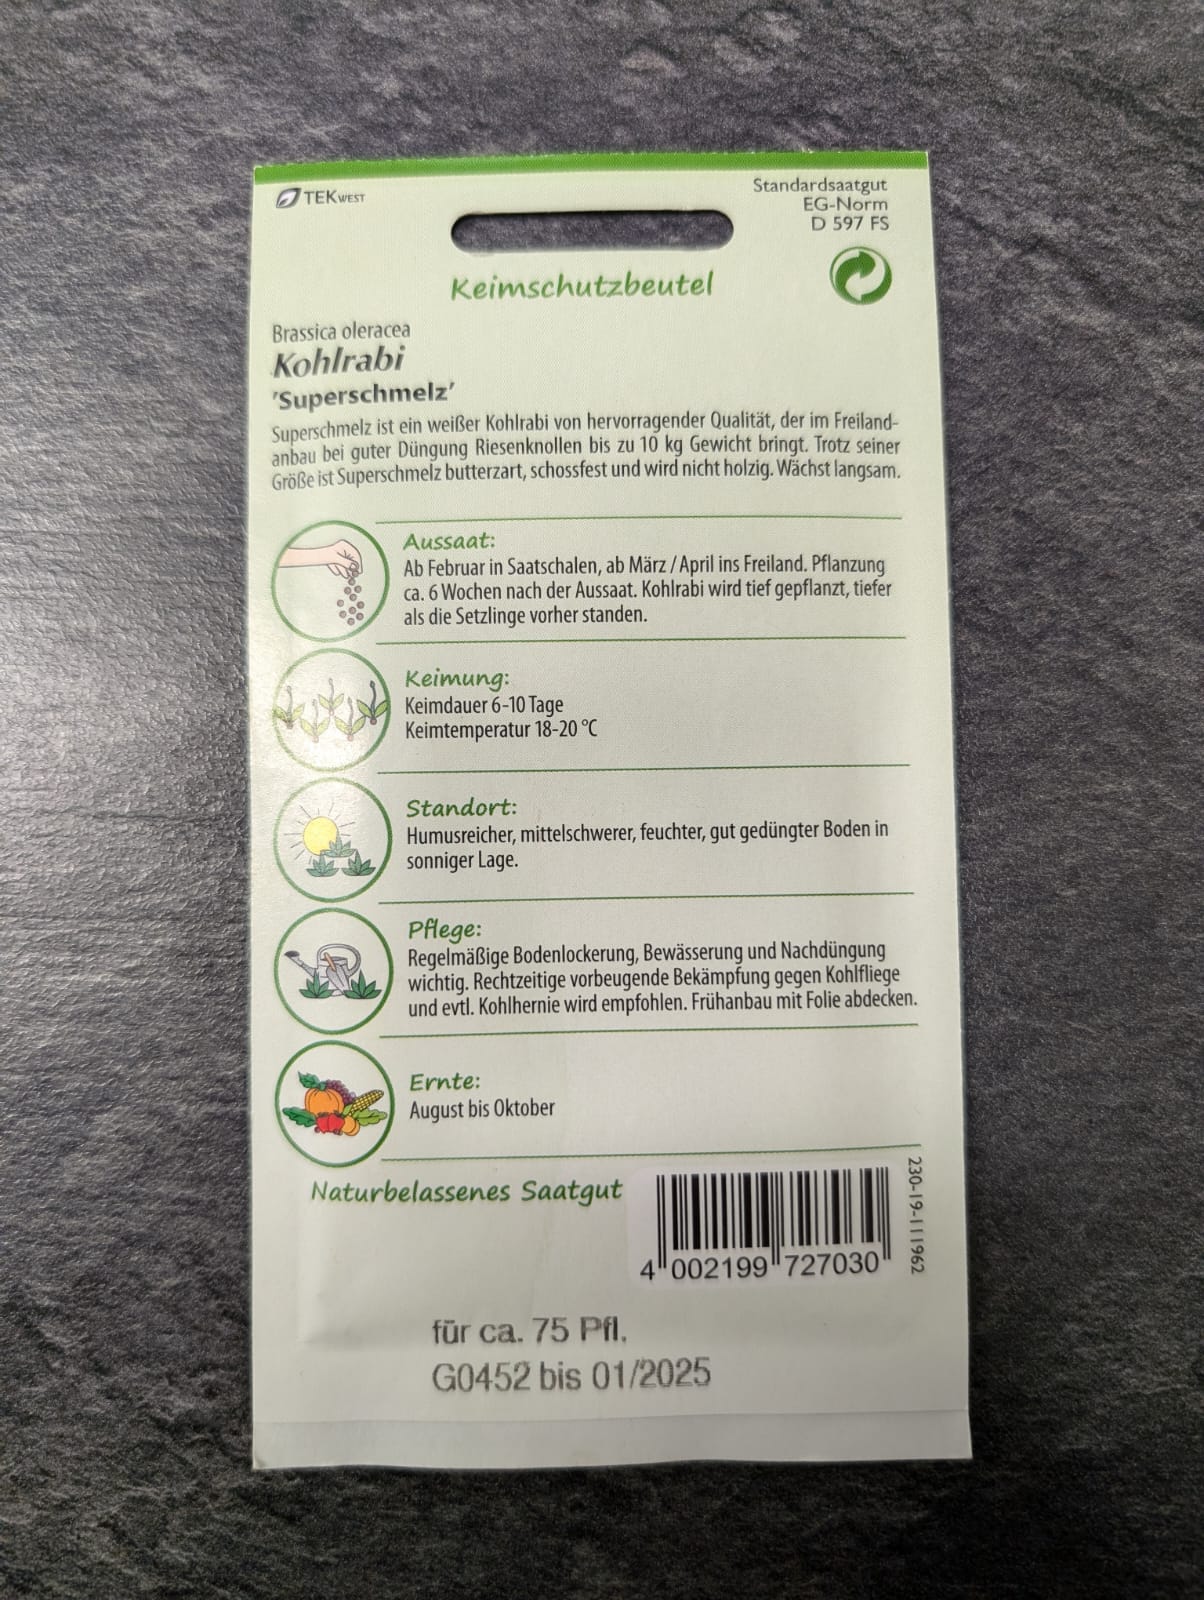 TEKWEST
Standardsaatgut
EG-Norm
D 597 FS
Keimschutzbeutel
Brassica oleracea
Kohlrabi
'Superschmelz'
Superschmelz ist ein weißer Kohlrabi von hervorragender Qualität, der im Freiland-
anbau bei guter Düngung Riesenknollen bis zu 10 kg Gewicht bringt. Trotz seiner
Größe ist Superschmelz butterzart, schossfest und wird nicht holzig. Wächst langsam.
Aussaat:
Ab Februar in Saatschalen, ab März / April ins Freiland. Pflanzung
ca. 6 Wochen nach der Aussaat. Kohlrabi wird tief gepflanzt, tiefer
als die Setzlinge vorher standen.
Keimung:
Keimdauer 6-10 Tage
Keimtemperatur 18-20 °C
Standort:
Humusreicher, mittelschwerer, feuchter, gut gedüngter Boden in
sonniger Lage.
Pflege:
Regelmäßige Bodenlockerung, Bewässerung und Nachdüngung
wichtig. Rechtzeitige vorbeugende Bekämpfung gegen Kohlfliege
und evtl. Kohlhernie wird empfohlen. Frühanbau mit Folie abdecken.
Ernte:
August bis Oktober
Naturbelassenes Saatgut
4 002199 727030
230-19-111962
für ca. 75 Pfl.
G0452 bis 01/2025